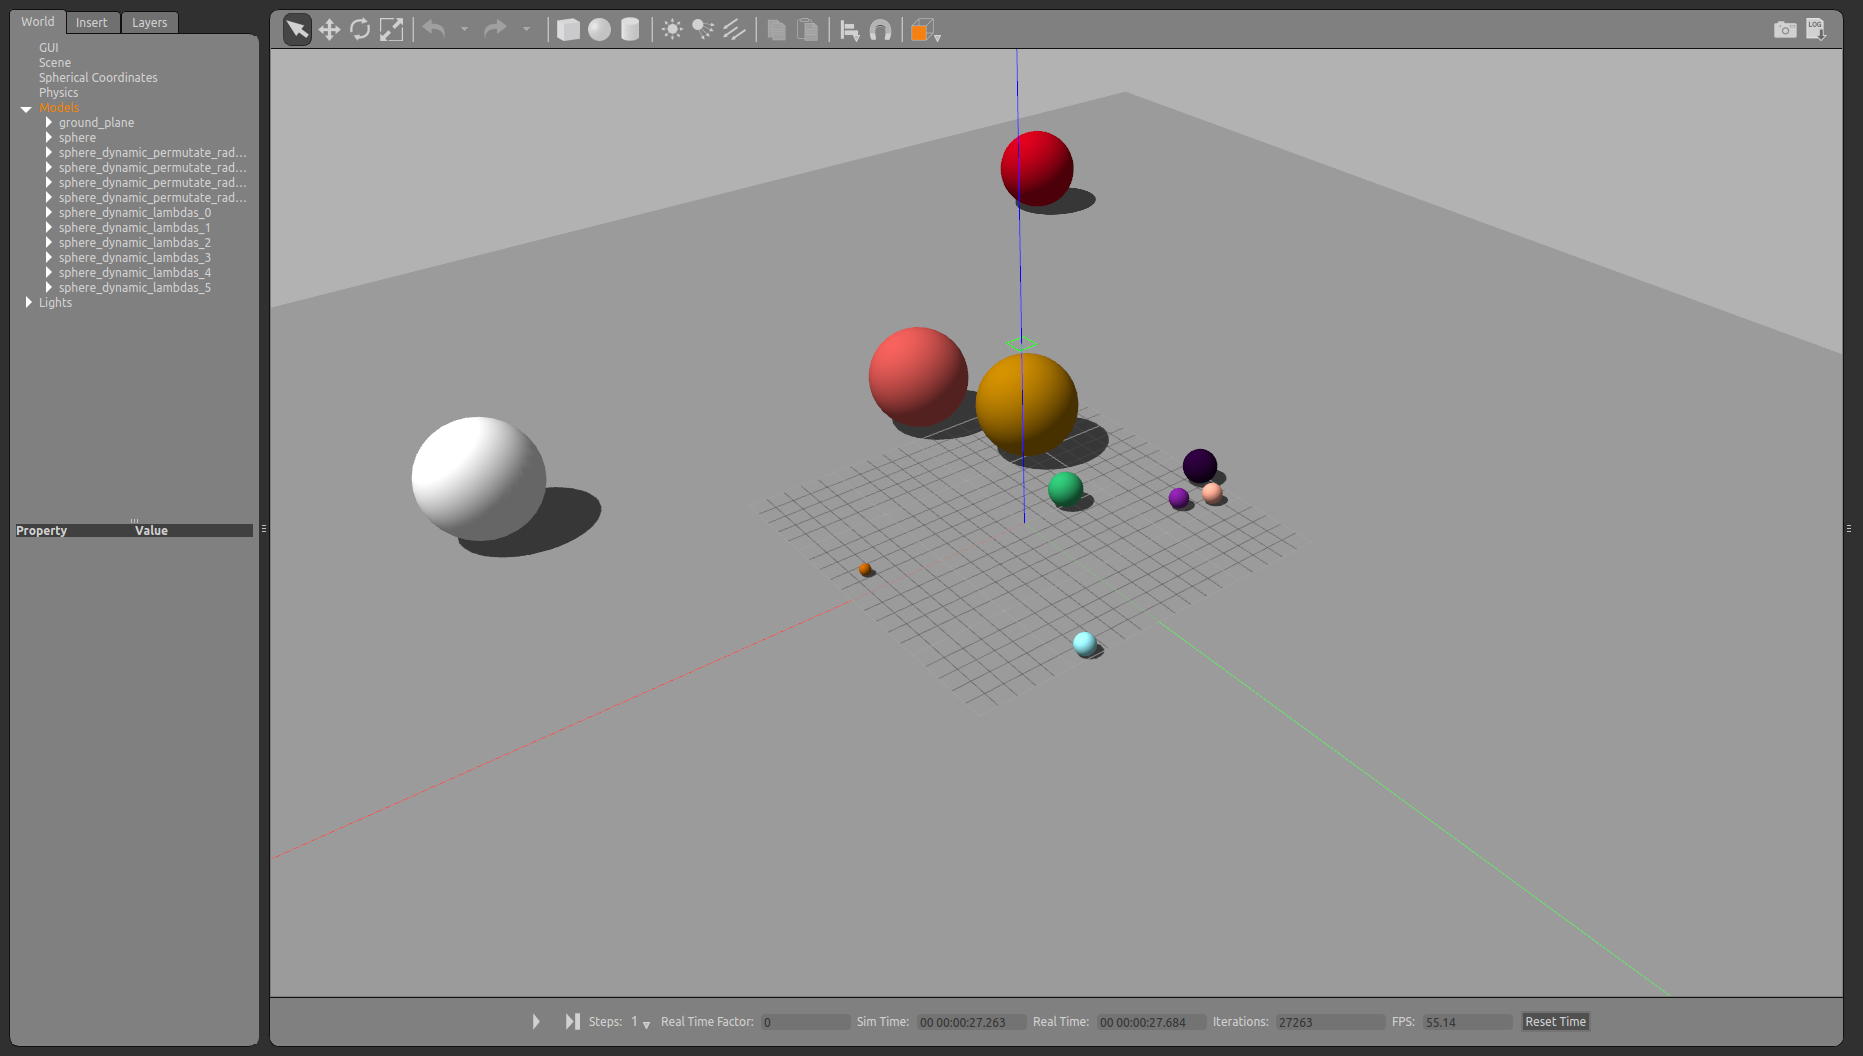 World Insert Layers
GUI
Scene
Spherical Coordinates
Physics
Models
ground_plane
sphere
sphere_dynamic_permutate_rad...
sphere_dynamic_permutate_rad...
sphere_dynamic_permutate_rad...
sphere_dynamic_permutate_rad...
sphere_dynamic_lambdas_0
sphere_dynamic_lambdas_1
sphere_dynamic_lambdas_2
sphere_dynamic_lambdas_3
sphere_dynamic_lambdas_4
sphere_dynamic_lambdas_5
Lights
Property Value
LOG
Steps: 1 Real Time Factor: 0 Sim Time: 00 00:00:27.263 Real Time: 00 00:00:27.684 Iterations: 27263 FPS: 55.14 Reset Time